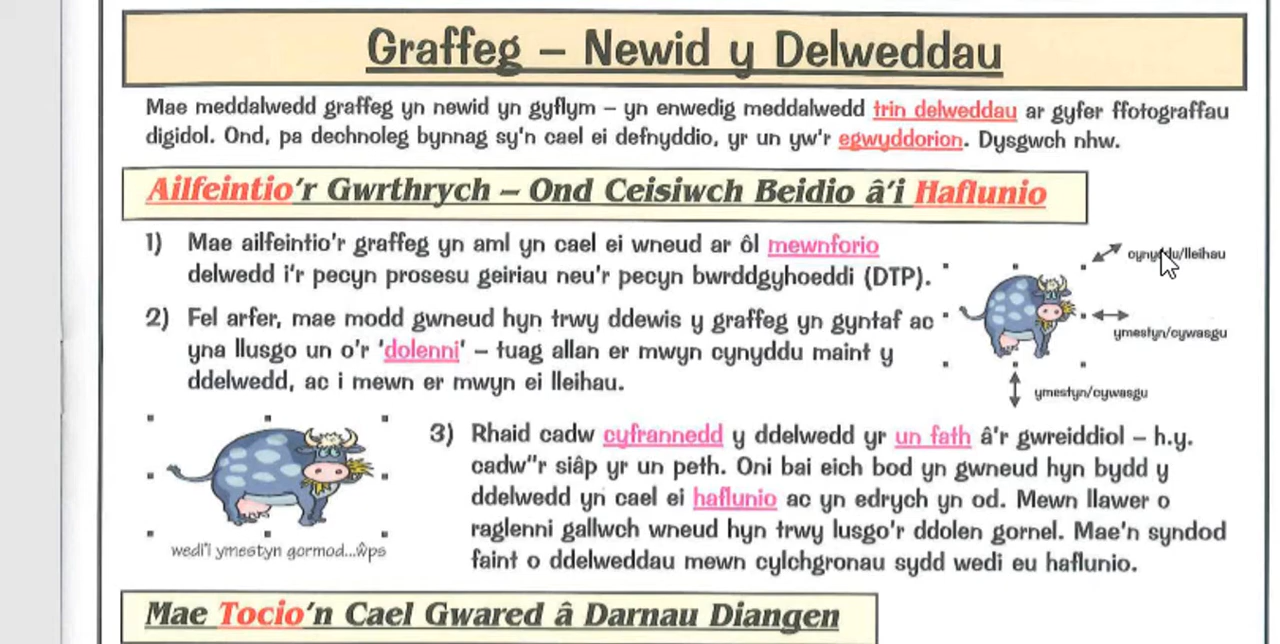 Graffeg – Newid y Delweddau
Mae meddalwedd graffeg yn newid yn gyflym – yn enwedig meddalwedd trin delweddau ar gyfer ffotograffau
digidol. Ond, pa dechnoleg bynnag sy'n cael ei defnyddio, yr un yw'r egwyddorion. Dysgwch nhw.
Ailfeintio'r Gwrthrych – Ond Ceisiwch Beidio â'i Haflunio
1) Mae ailfeintio'r graffeg yn aml yn cael ei wneud ar ôl mewnforio
delwedd i'r pecyn prosesu geiriau neu'r pecyn bwrddgyhoeddi (DTP).
2) Fel arfer, mae modd gwneud hyn trwy ddewis y graffeg yn gyntaf ac
yna llusgo un o'r 'dolenni' – tuag allan er mwyn cynyddu maint y
ddelwedd, ac i mewn er mwyn ei lleihau.
cynyddu/lleihau
ymestyn/cywasgu
ymestyn/cywasgu
3) Rhaid cadw cyfrannedd y ddelwedd yr un fath â'r gwreiddiol – h.y.
cadw''r siâp yr un peth. Oni bai eich bod yn gwneud hyn bydd y
ddelwedd yn cael ei haflunio ac yn edrych yn od. Mewn llawer o
raglenni gallwch wneud hyn trwy lusgo'r ddolen gornel. Mae'n syndod
faint o ddelweddau mewn cylchgronau sydd wedi eu haflunio.
wedi'i ymestyn gormod...ŵps
Mae Tocio'n Cael Gwared â Darnau Diangen